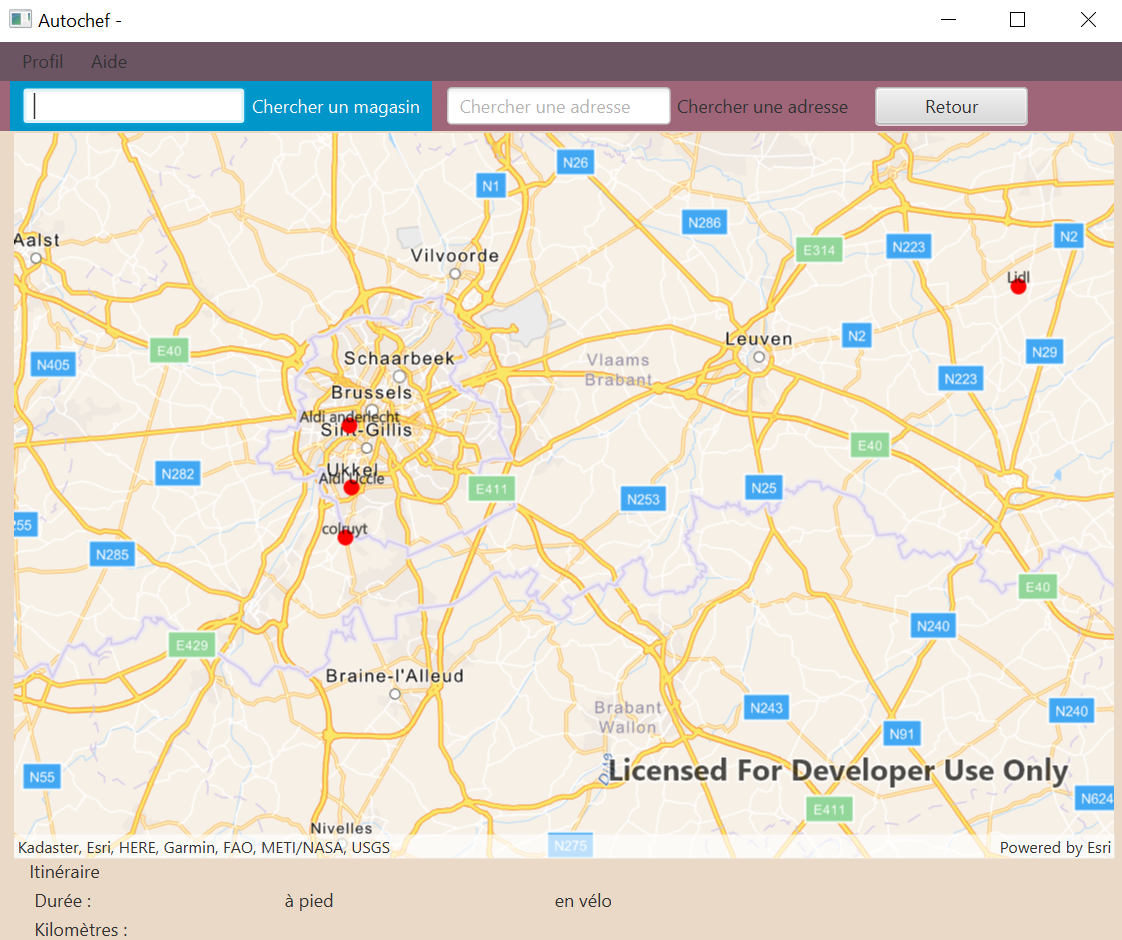 Autochef -
Profil Aide
Chercher un magasin Chercher une adresse Chercher une adresse Retour
N26
N1
N286
N2
Aalst
E314
N223
Vilvoorde
Lidl
N2
Leuven
E40
N29
Schaarbeek
Vlaams
Brabant
N405
N223
Brussels
Aldi anderlecht
Sint-Gillis
E40
Ukkel
N282
Aldi Uccle
E411
N25
N253
55
colruyt
N285
E40
N240
E429
Braine-l'Alleud
Brabant
Wallon
N243
N240
N91
N55
Licensed For Developer Use Only
N624
E411
Nivelles
N275
Kadaster, Esri, HERE, Garmin, FAO, METI/NASA, USGS Powered by Esri
Itinéraire
Durée : à pied en vélo
Kilomètres :